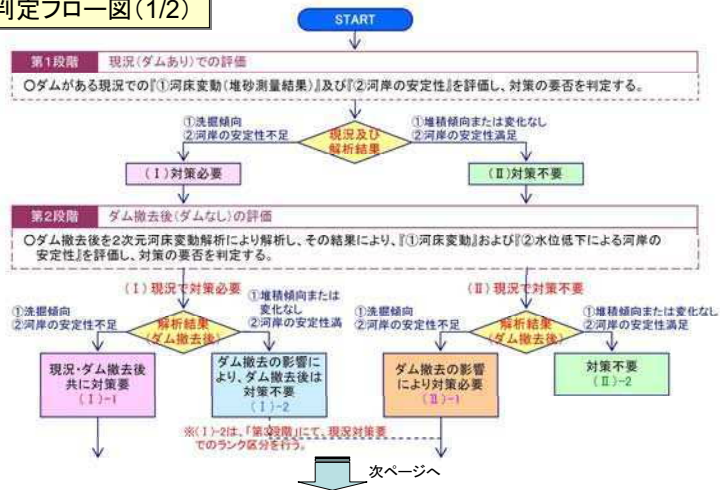 判定フロー図(1/2)
START
第1段階 現況(ダムあり)での評価
○ダムがある現況での『①河床変動(堆砂測量結果)』及び『②河岸の安定性』を評価し、対策の要否を判定する。
①洗掘傾向
②河岸の安定性不足
現況及び
解析結果
①堆積傾向または変化なし
②河岸の安定性満足
(Ⅰ)対策必要
(Ⅱ)対策不要
第2段階 ダム撤去後(ダムなし)の評価
○ダム撤去後を2次元河床変動解析により解析し、その結果により、『①河床変動』および『②水位低下による河岸の
安定性』を評価し、対策の要否を判定する。
(Ⅰ)現況で対策必要
①洗掘傾向
②河岸の安定性不足
解析結果
(ダム撤去後)
①堆積傾向または
変化なし
②河岸の安定性満
(Ⅱ)現況で対策不要
①洗掘傾向
②河岸の安定性不足
解析結果
(ダム撤去後)
①堆積傾向または変化なし
②河岸の安定性満足
現況・ダム撤去後
共に対策要
(Ⅰ)-1
ダム撤去の影響に
より、ダム撤去後は
対策不要
(Ⅰ)-2
ダム撤去の影響
により対策必要
(Ⅱ)-1
対策不要
(Ⅱ)-2
※(Ⅰ)-2は、「第3段階」にて、現況対策要
でのランク区分を行う。
次ページへ